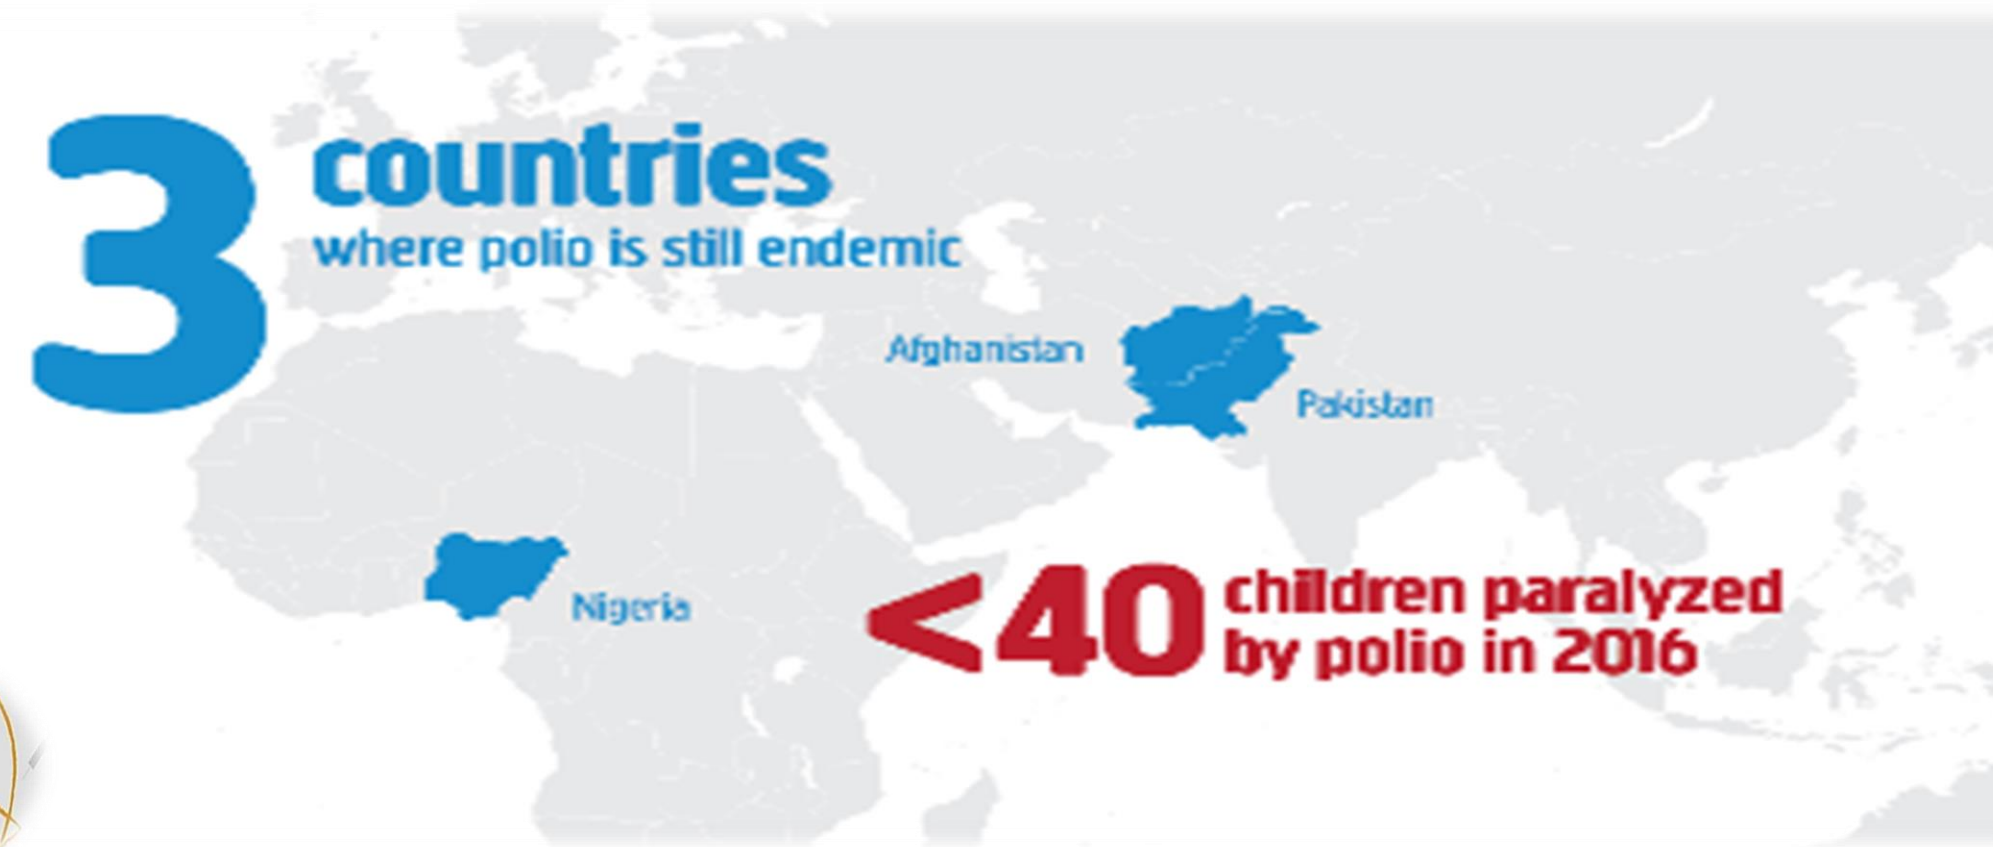 3 countries
where polio is still endemic
Afghanistan
Pakistan
Nigeria
<40 children paralyzed
by polio in 2016